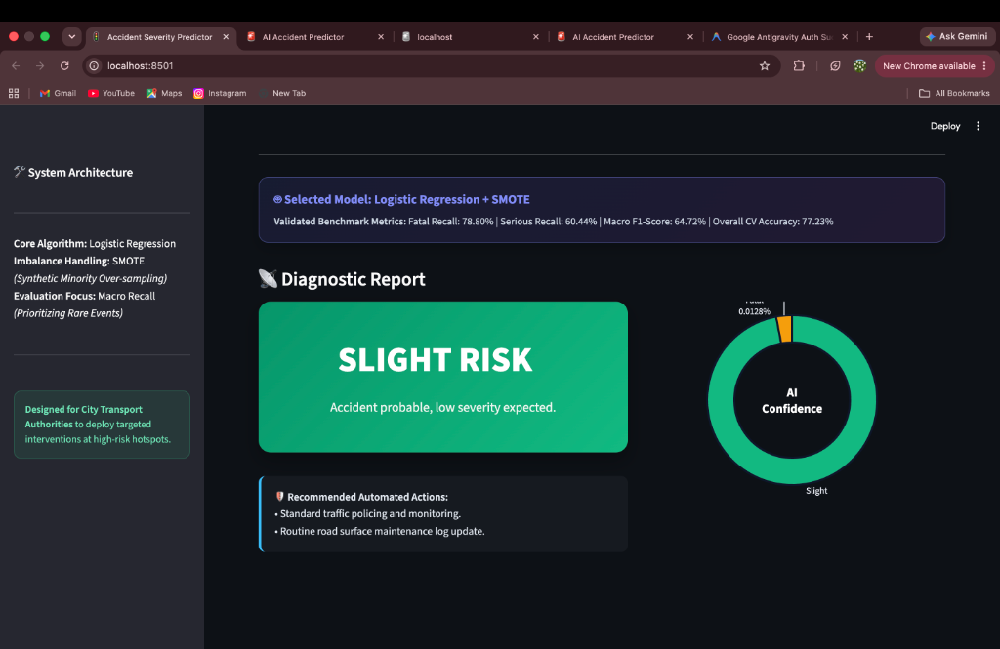 Accident Severity Predictor
AI Accident Predictor
localhost
AI Accident Predictor
Google Antigravity Auth Su
Ask Gemini
localhost:8501
New Chrome available
Gmail
YouTube
Maps
Instagram
New Tab
All Bookmarks
Deploy
System Architecture
Core Algorithm: Logistic Regression
Imbalance Handling: SMOTE
(Synthetic Minority Over-sampling)
Evaluation Focus: Macro Recall
(Prioritizing Rare Events)
Designed for City Transport
Authorities to deploy targeted
interventions at high-risk hotspots.
Selected Model: Logistic Regression + SMOTE
Validated Benchmark Metrics: Fatal Recall: 78.80% | Serious Recall: 60.44% | Macro F1-Score: 64.72% | Overall CV Accuracy: 77.23%
Diagnostic Report
SLIGHT RISK
Accident probable, low severity expected.
Recommended Automated Actions:
• Standard traffic policing and monitoring.
• Routine road surface maintenance log update.
0.0128%
AI
Confidence
Slight